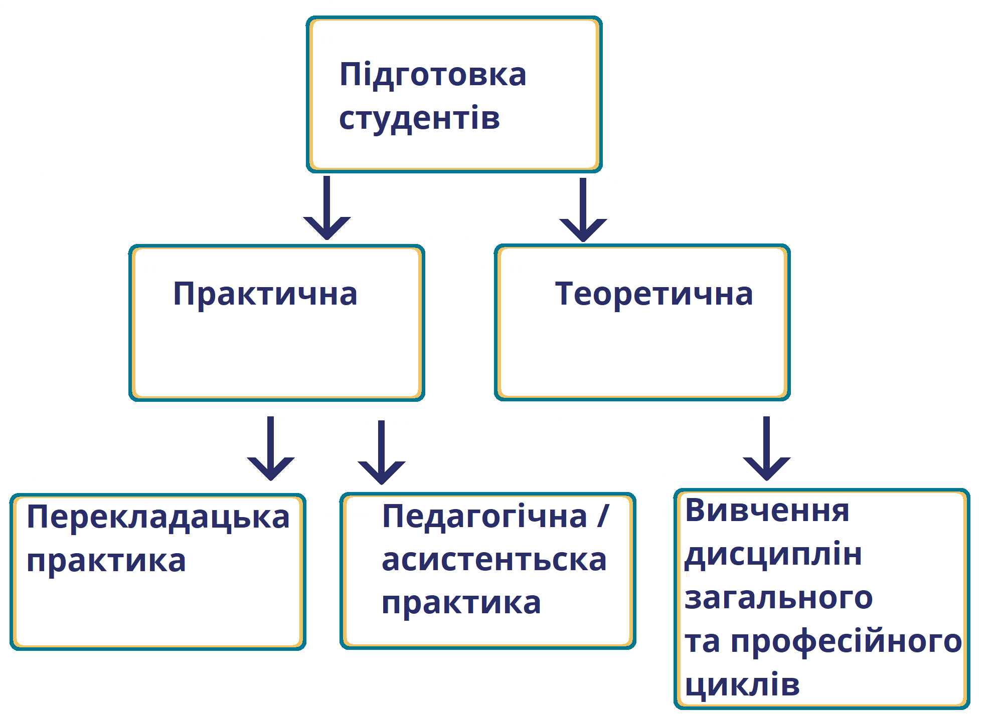 Підготовка
студентів
Практична
Теоретична
Перекладацька
практика
Педагогічна /
асистентьска
практика
Вивчення
дисциплін
загального
та професійного
циклів